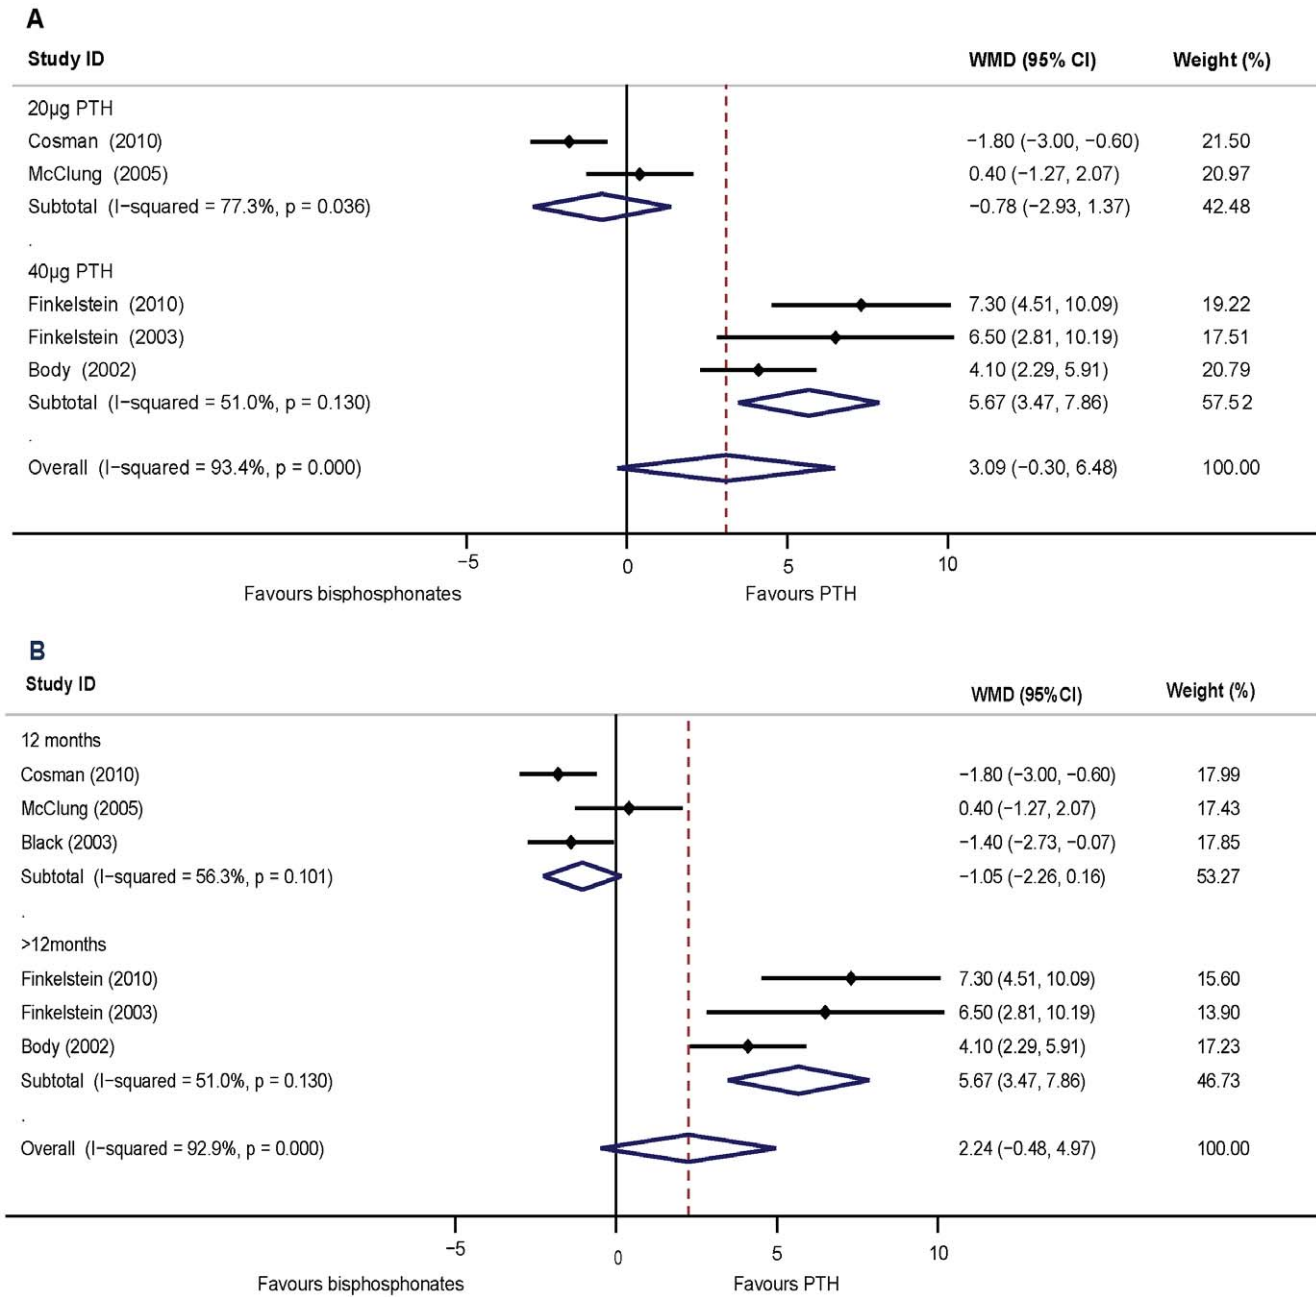 A
Study ID WMD (95% CI) Weight (%)
20µg PTH
Cosman (2010) −1.80 (−3.00, −0.60) 21.50
McClung (2005) 0.40 (−1.27, 2.07) 20.97
Subtotal (I−squared = 77.3%, p = 0.036) −0.78 (−2.93, 1.37) 42.48
.
40µg PTH
Finkelstein (2010) 7.30 (4.51, 10.09) 19.22
Finkelstein (2003) 6.50 (2.81, 10.19) 17.51
Body (2002) 4.10 (2.29, 5.91) 20.79
Subtotal (I−squared = 51.0%, p = 0.130) 5.67 (3.47, 7.86) 57.52
.
Overall (I−squared = 93.4%, p = 0.000) 3.09 (−0.30, 6.48) 100.00
−5 0 5 10
Favours bisphosphonates Favours PTH
B
Study ID WMD (95%CI) Weight (%)
12 months
Cosman (2010) −1.80 (−3.00, −0.60) 17.99
McClung (2005) 0.40 (−1.27, 2.07) 17.43
Black (2003) −1.40 (−2.73, −0.07) 17.85
Subtotal (I−squared = 56.3%, p = 0.101) −1.05 (−2.26, 0.16) 53.27
.
>12months
Finkelstein (2010) 7.30 (4.51, 10.09) 15.60
Finkelstein (2003) 6.50 (2.81, 10.19) 13.90
Body (2002) 4.10 (2.29, 5.91) 17.23
Subtotal (I−squared = 51.0%, p = 0.130) 5.67 (3.47, 7.86) 46.73
.
Overall (I−squared = 92.9%, p = 0.000) 2.24 (−0.48, 4.97) 100.00
−5 0 5 10
Favours bisphosphonates Favours PTH